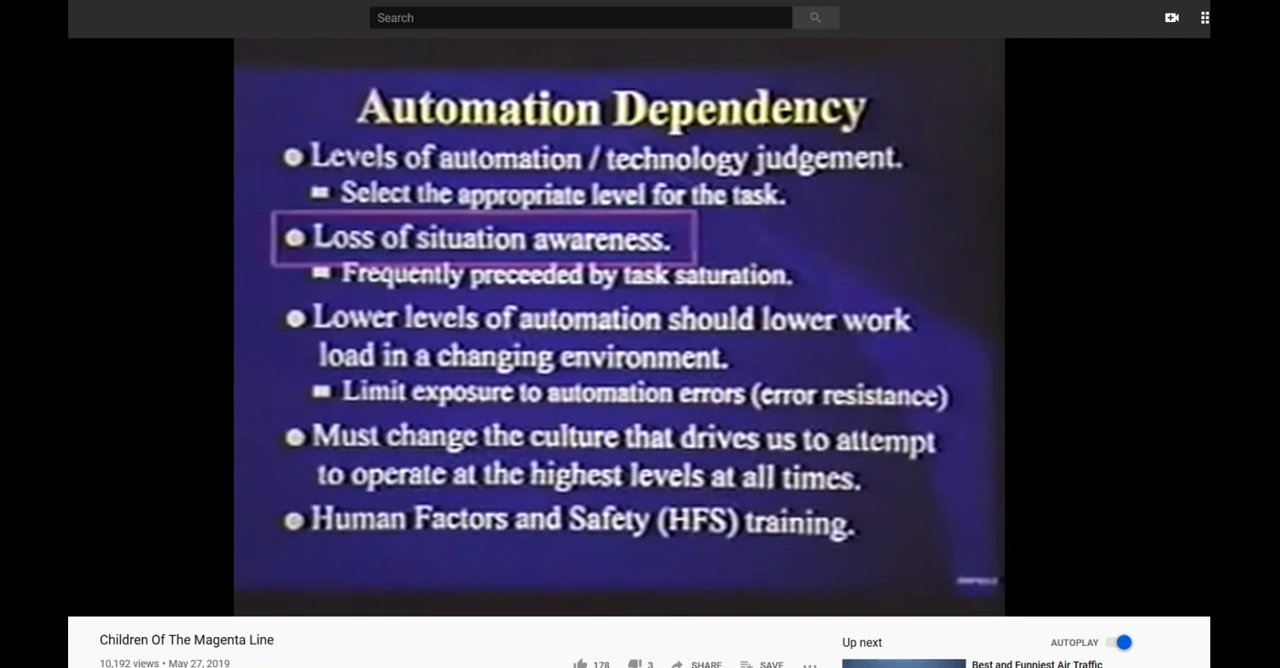 Search
Automation Dependency
Levels of automation / technology judgement.
Select the appropriate level for the task.
Loss of situation awareness.
Frequently preceeded by task saturation.
Lower levels of automation should lower work
load in a changing environment.
Limit exposure to automation errors (error resistance)
Must change the culture that drives us to attempt
to operate at the highest levels at all times.
Human Factors and Safety (HFS) training.
Children Of The Magenta Line
Up next
AUTOPLAY
10,192 views • May 27, 2019
178
3
SHARE
SAVE
Best and Funniest Air Traffic